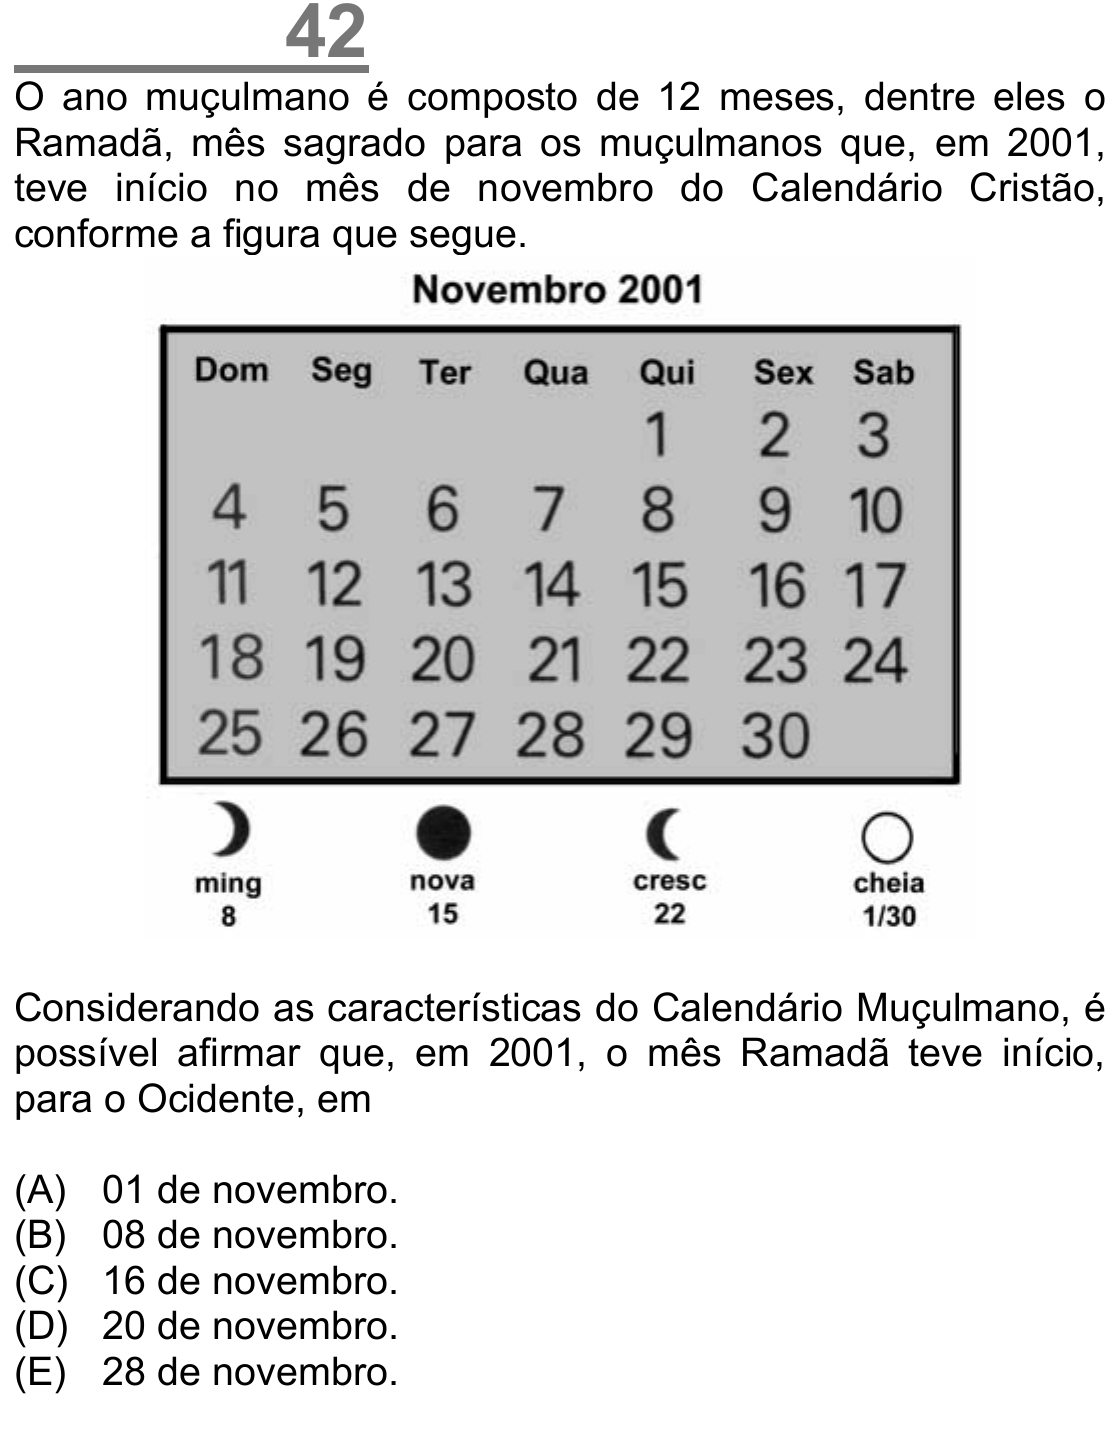 42
O ano muçulmano é composto de 12 meses, dentre eles o
Ramadã, mês sagrado para os muçulmanos que, em 2001,
teve início no mês de novembro do Calendário Cristão,
conforme a figura que segue.
Novembro 2001
Dom Seg Ter Qua Qui Sex Sab
1 2 3
4 5 6 7 8 9 10
11 12 13 14 15 16 17
18 19 20 21 22 23 24
25 26 27 28 29 30
ming nova cresc cheia
8 15 22 1/30
Considerando as características do Calendário Muçulmano, é
possível afirmar que, em 2001, o mês Ramadã teve início,
para o Ocidente, em
(A) 01 de novembro.
(B) 08 de novembro.
(C) 16 de novembro.
(D) 20 de novembro.
(E) 28 de novembro.